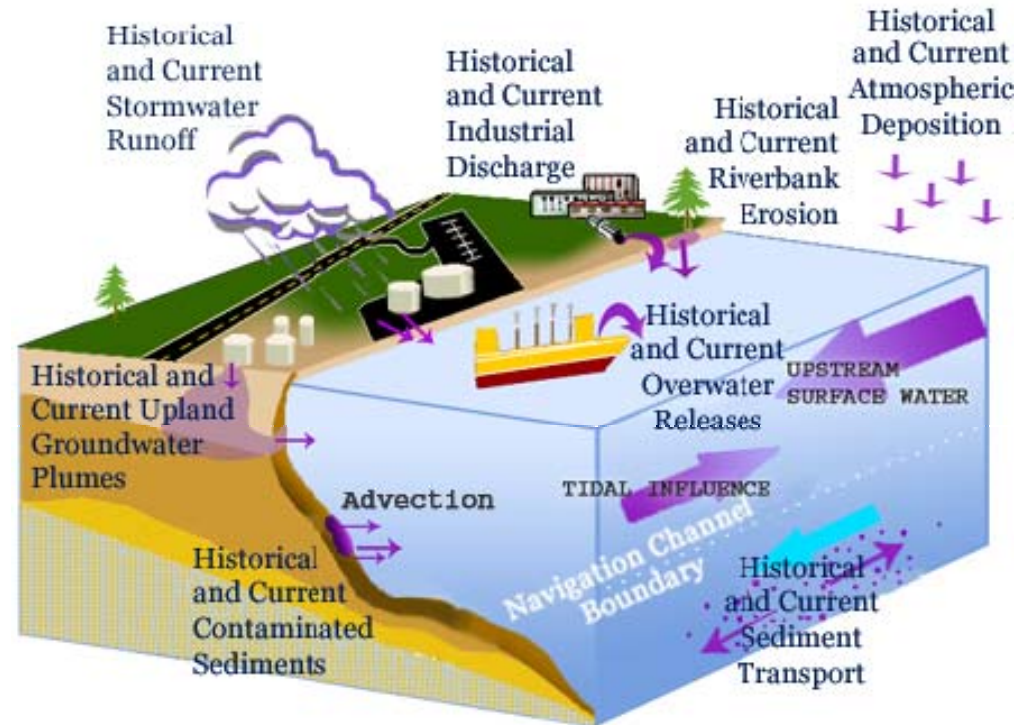 Historical
and Current
Stormwater
Runoff
Historical
and Current
Industrial
Discharge
Historical
and Current
Riverbank
Erosion
Historical
and Current
Atmospheric
Deposition
Historical
and Current
Overwater
Releases
UPSTREAM
SURFACE WATER
Historical and
Current Upland
Groundwater
Plumes
Advection
TIDAL INFLUENCE
Navigation Channel
Boundary
Historical
and Current
Contaminated
Sediments
Historical
and Current
Sediment
Transport